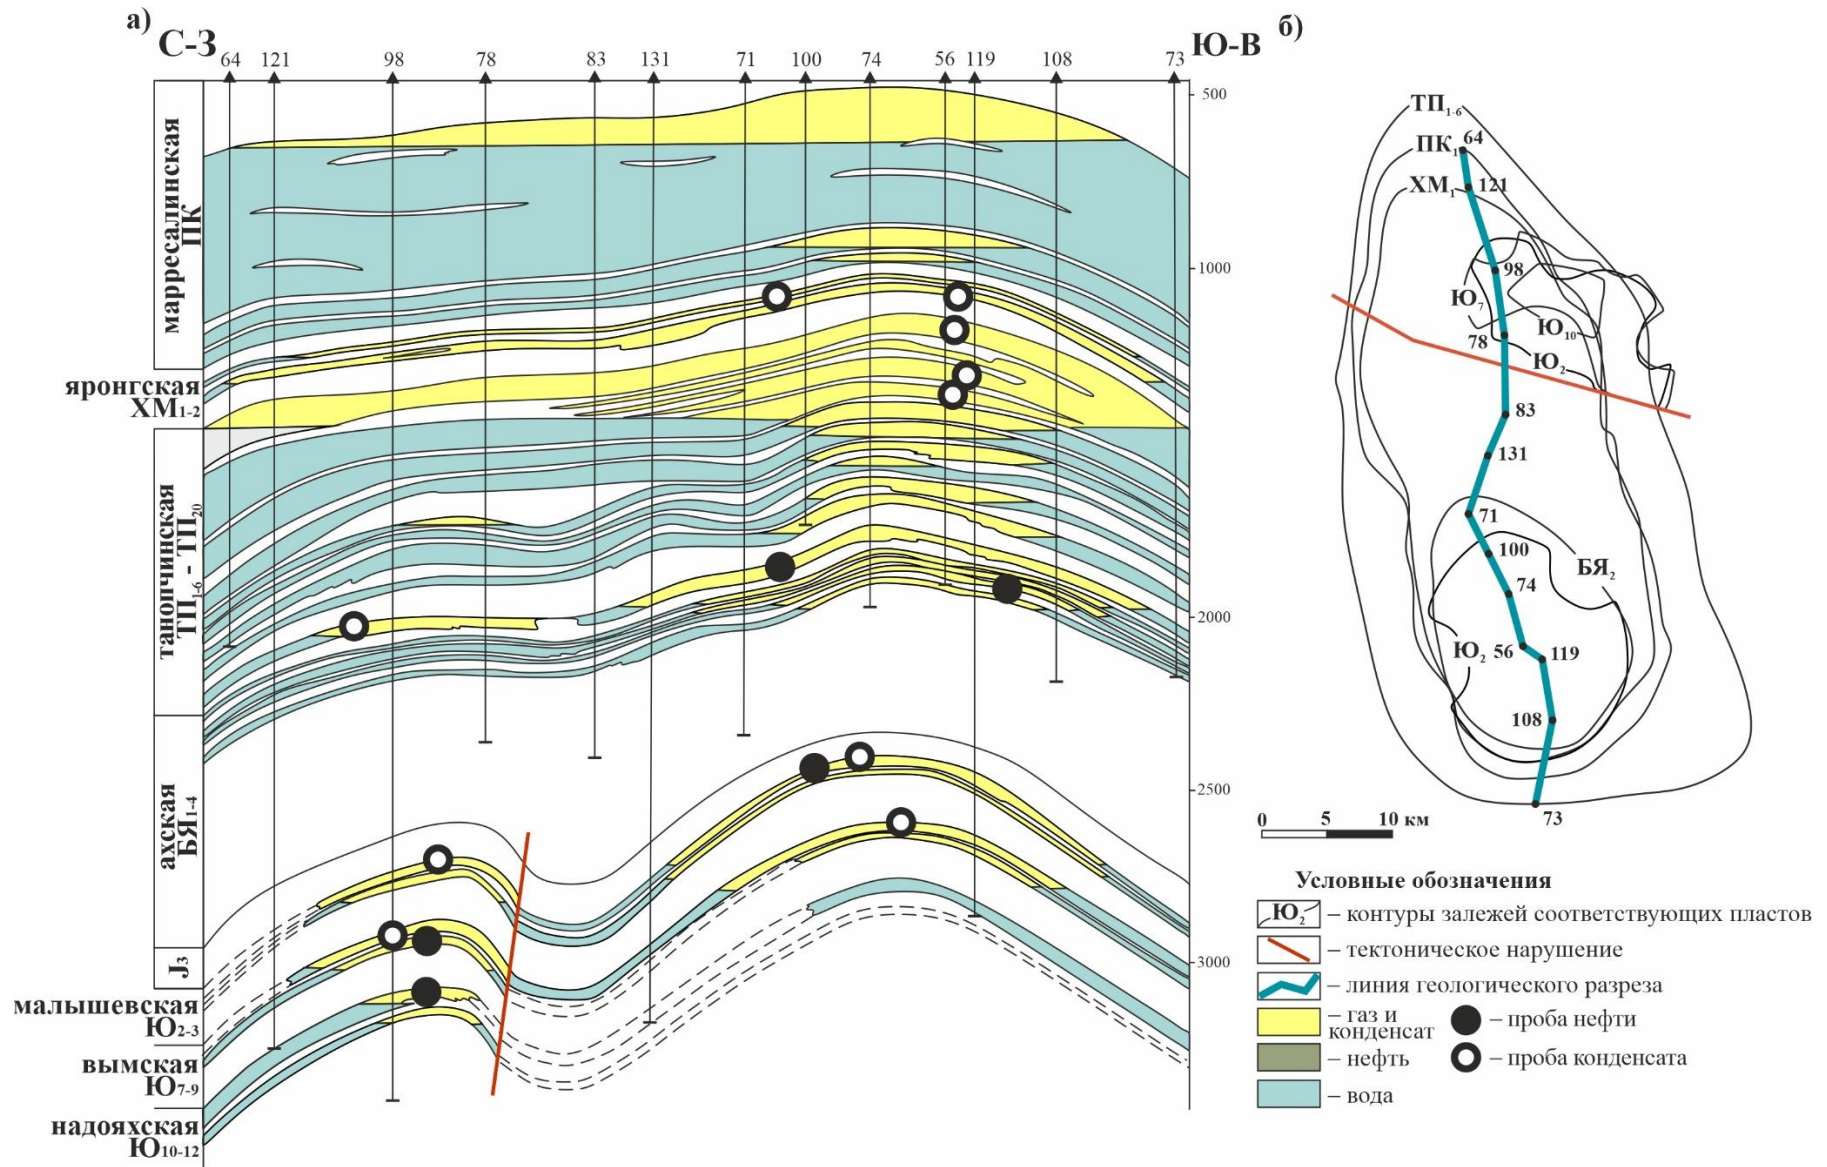 а)
С-З
64 121 98 78 83 131 71 100 74 56 119 108 73
Ю-В
500
1000
2000
2500
3000
марресалинская
ПК
яронгская
ХМ1-2
танопчинская
ТП1-6 - ТП20
ахская
БЯ1-4
J3
малышевская
Ю2-3
вымская
Ю7-9
надояхская
Ю10-12
б)
ТП1-6
ПК1
64
ХМ1
121
98
Ю7
Ю10
78
Ю2
83
131
71
100
БЯ2
74
Ю2
56
119
108
73
0 5 10 км
Условные обозначения
Ю2 – контуры залежей соответствующих пластов
– тектоническое нарушение
– линия геологического разреза
– газ и
конденсат
– нефть
– вода
– проба нефти
– проба конденсата